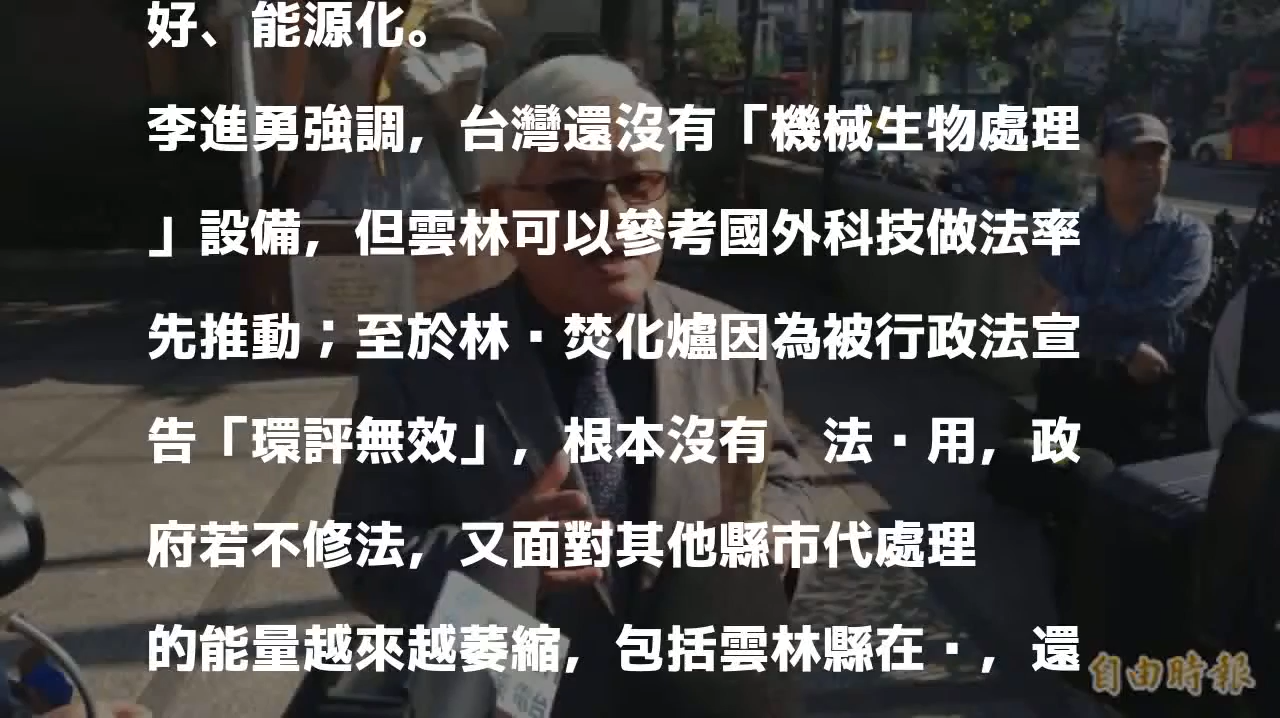 好、能源化。
李進勇強調，台灣還沒有「機械生物處理
」設備，但雲林可以參考國外科技做法率
先推動；至於林▪焚化爐因為被行政法宣
告「環評無效」，根本沒有　法▪用，政
府若不修法，又面對其他縣市代處理
的能量越來越萎縮，包括雲林縣在▪，還
自由時報